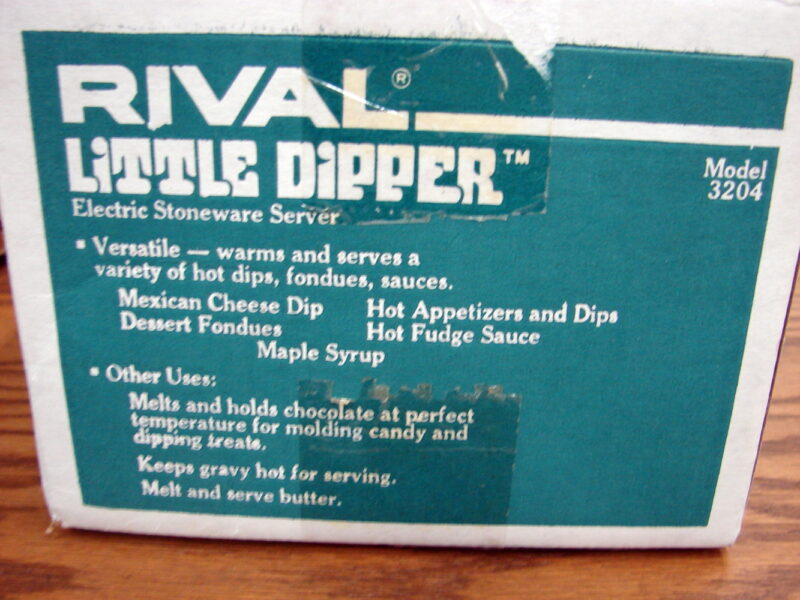 RIVAL®
LITTLE DIPPER™
Model
3204
Electric Stoneware Server
▪ Versatile — warms and serves a
variety of hot dips, fondues, sauces.
Mexican Cheese Dip Hot Appetizers and Dips
Dessert Fondues Hot Fudge Sauce
Maple Syrup
▪ Other Uses:
Melts and holds chocolate at perfect
temperature for molding candy and
dipping treats.
Keeps gravy hot for serving.
Melt and serve butter.